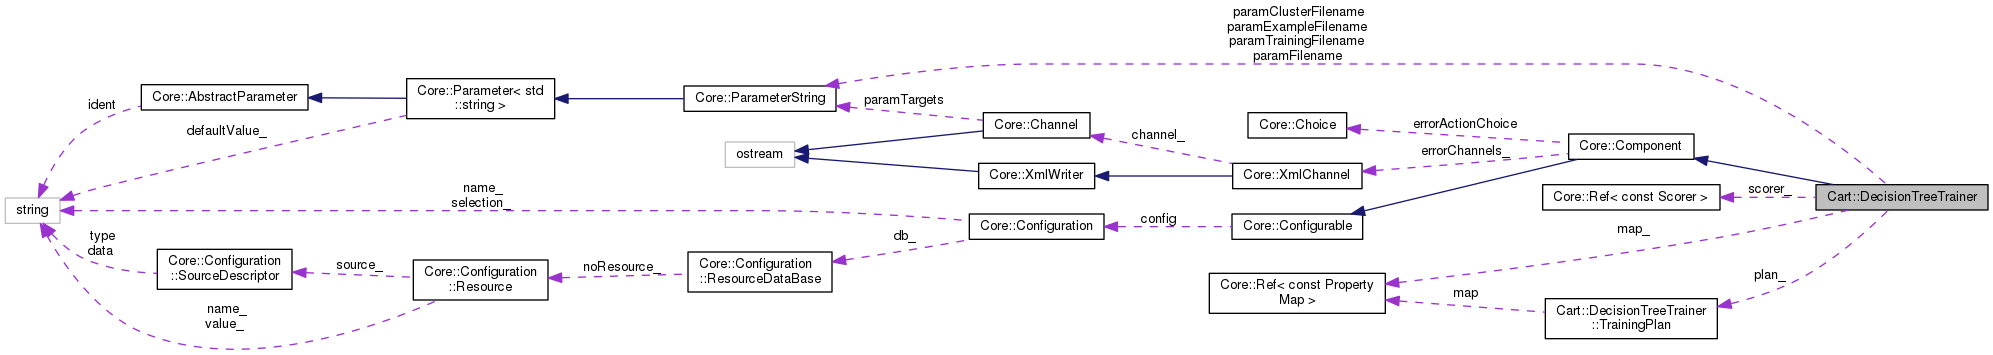 paramClusterFilename
paramExampleFilename
paramTrainingFilename
paramFilename
Core::AbstractParameter
ident
Core::Parameter< std
::string >
Core::ParameterString
paramTargets
Core::Channel
Core::Choice
errorActionChoice
defaultValue_
channel_
ostream
Core::Component
errorChannels_
Core::XmlWriter
Core::XmlChannel
name_
selection_
Core::Ref< const Scorer >
scorer_
Cart::DecisionTreeTrainer
string
Core::Configuration
config
Core::Configurable
map_
type
data
db_
Core::Configuration
::SourceDescriptor
source_
Core::Configuration
::Resource
noResource_
Core::Configuration
::ResourceDataBase
plan_
Core::Ref< const Property
Map >
map
Cart::DecisionTreeTrainer
::TrainingPlan
name_
value_